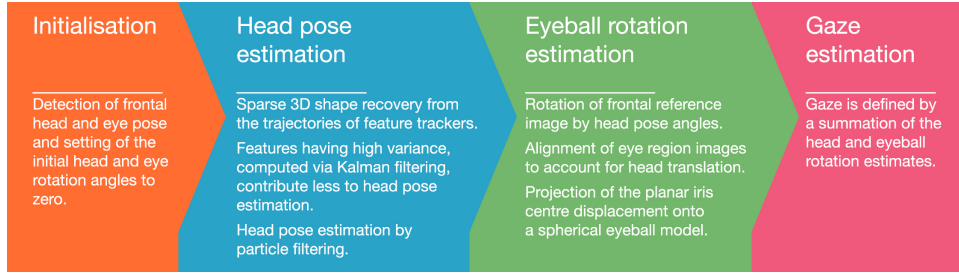 Initialisation
Detection of frontal
head and eye pose
and setting of the
initial head and eye
rotation angles to
zero.
Head pose
estimation
Sparse 3D shape recovery from
the trajectories of feature trackers.
Features having high variance,
computed via Kalman filtering,
contribute less to head pose
estimation.
Head pose estimation by
particle filtering.
Eyeball rotation
estimation
Rotation of frontal reference
image by head pose angles.
Alignment of eye region images
to account for head translation.
Projection of the planar iris
centre displacement onto
a spherical eyeball model.
Gaze
estimation
Gaze is defined by
a summation of the
head and eyeball
rotation estimates.